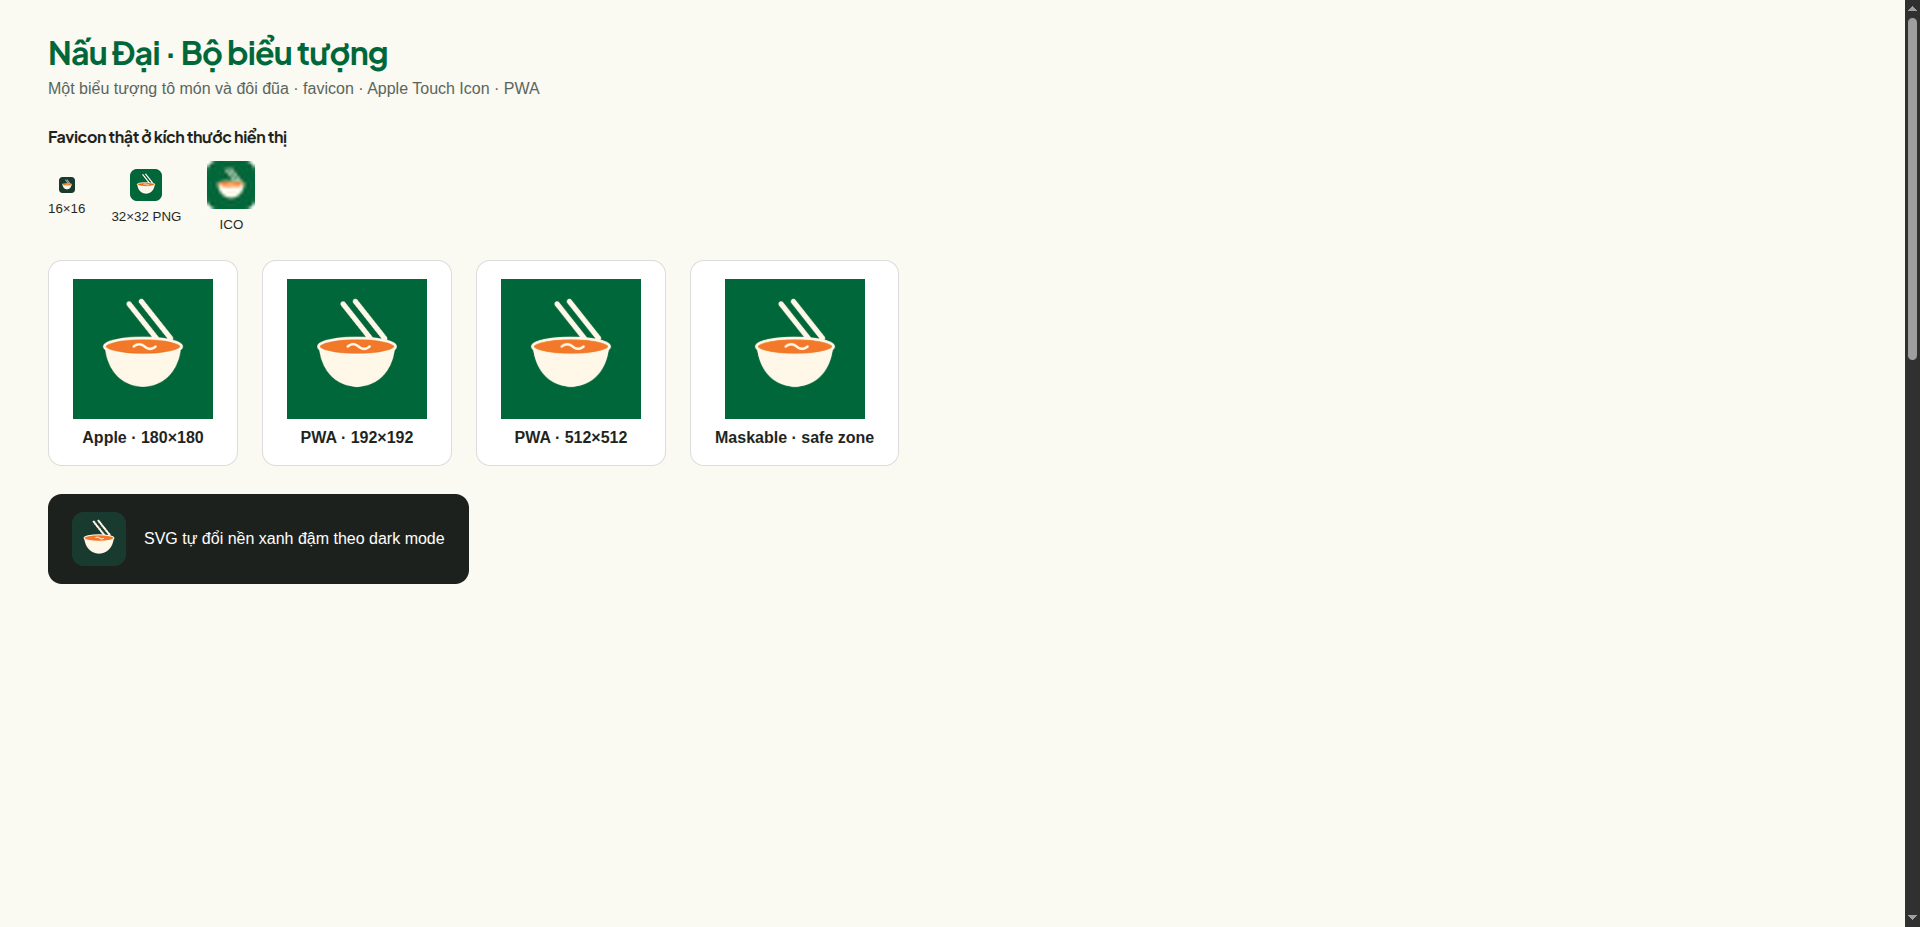 Nấu Đại · Bộ biểu tượng
Một biểu tượng tô món và đôi đũa · favicon · Apple Touch Icon · PWA
Favicon thật ở kích thước hiển thị
16×16
32×32 PNG
ICO
Apple · 180×180
PWA · 192×192
PWA · 512×512
Maskable · safe zone
SVG tự đổi nền xanh đậm theo dark mode